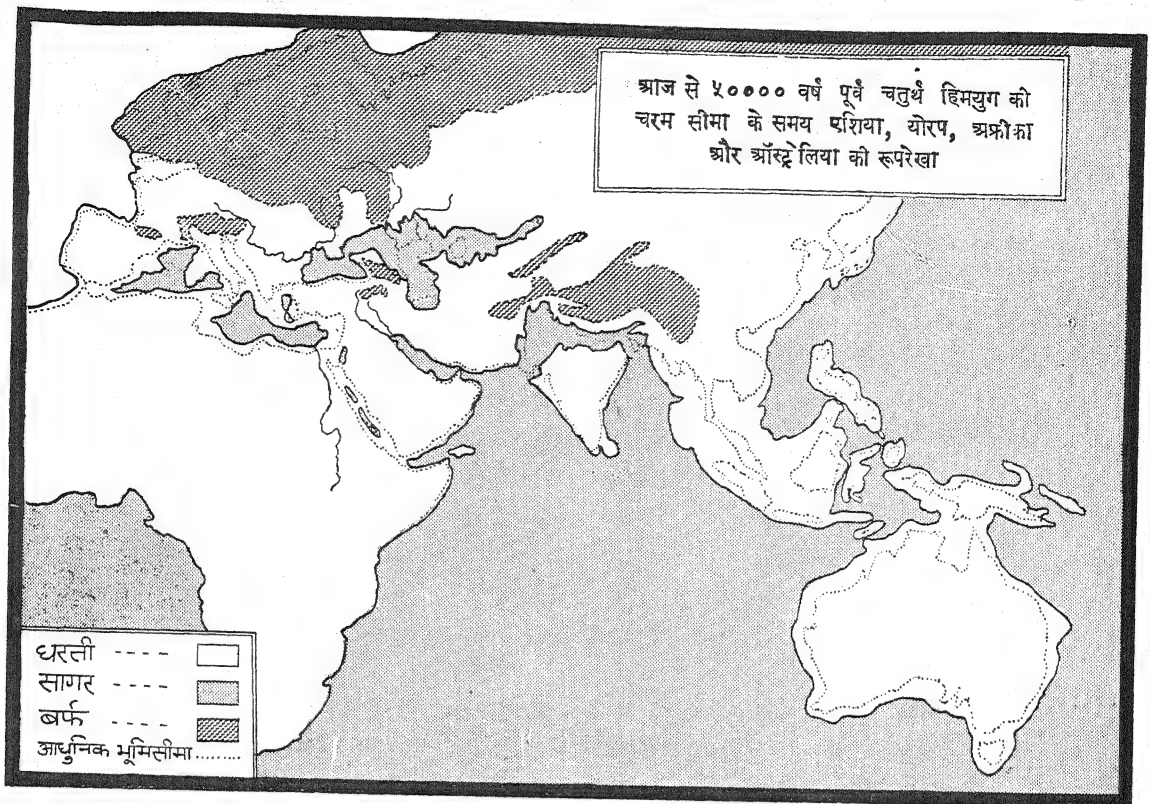 आज से ५०००० वर्ष पूर्व चतुर्थ हिमयुग की
चरम सीमा के समय एशिया, योरप, अफ्रीका
और ऑस्ट्रेलिया की रूपरेखा
धरती ----
सागर ----
बर्फ ----
आधुनिक भूमिसीमा ........